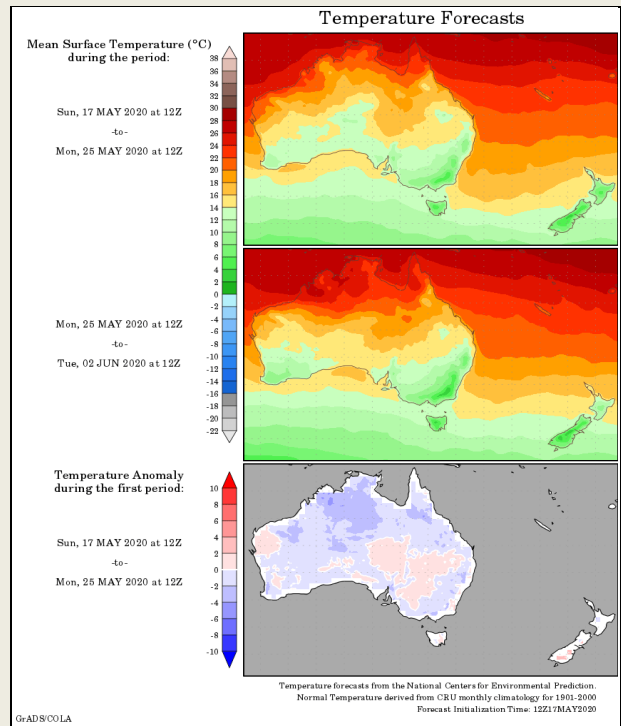 Temperature Forecasts
Mean Surface Temperature (°C)
during the period:
Sun, 17 MAY 2020 at 12Z
-to-
Mon, 25 MAY 2020 at 12Z
38
36
34
32
30
28
26
24
22
20
18
16
14
12
10
8
6
4
2
0
-2
-4
-6
-8
-10
-12
-14
-16
-18
-20
-22
Mon, 25 MAY 2020 at 12Z
-to-
Tue, 02 JUN 2020 at 12Z
Temperature Anomaly
during the first period:
Sun, 17 MAY 2020 at 12Z
-to-
Mon, 25 MAY 2020 at 12Z
10
8
6
4
2
0
-2
-4
-6
-8
-10
Temperature forecasts from the National Centers for Environmental Prediction.
Normal Temperature derived from CRU monthly climatology for 1901-2000
Forecast Initialization Time: 12Z17MAY2020
GrADS/COLA